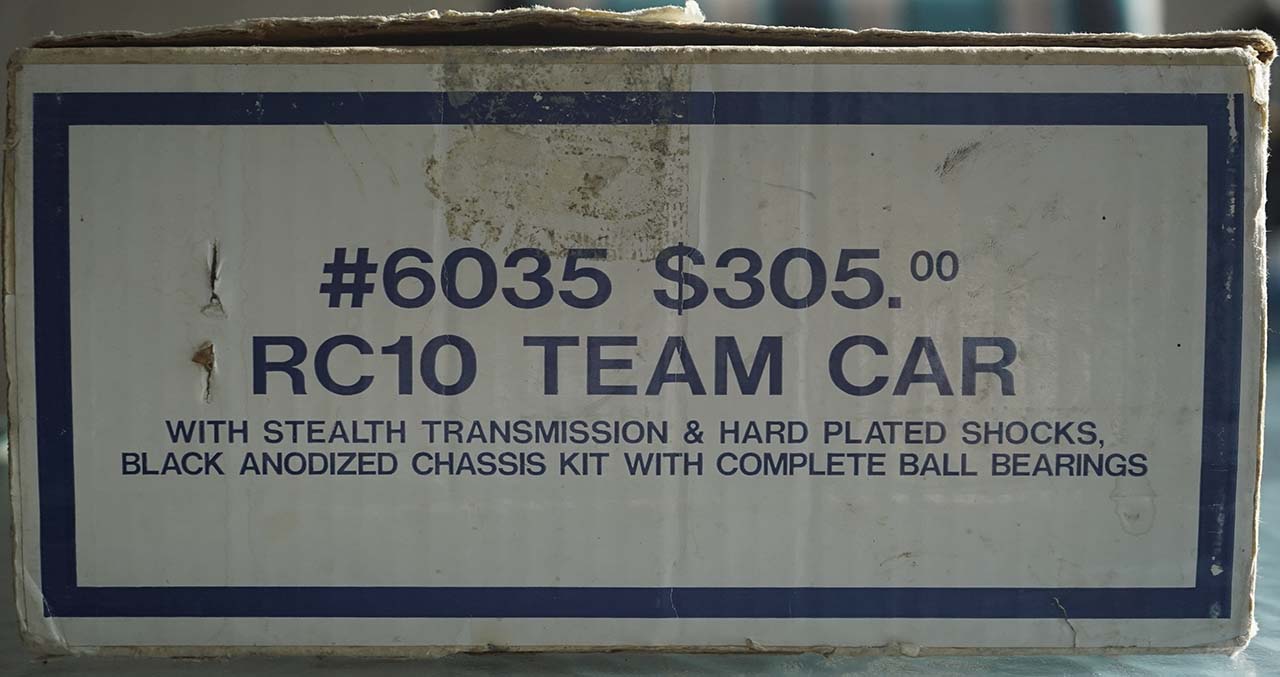 #6035 $305.00
RC10 TEAM CAR
WITH STEALTH TRANSMISSION & HARD PLATED SHOCKS,
BLACK ANODIZED CHASSIS KIT WITH COMPLETE BALL BEARINGS